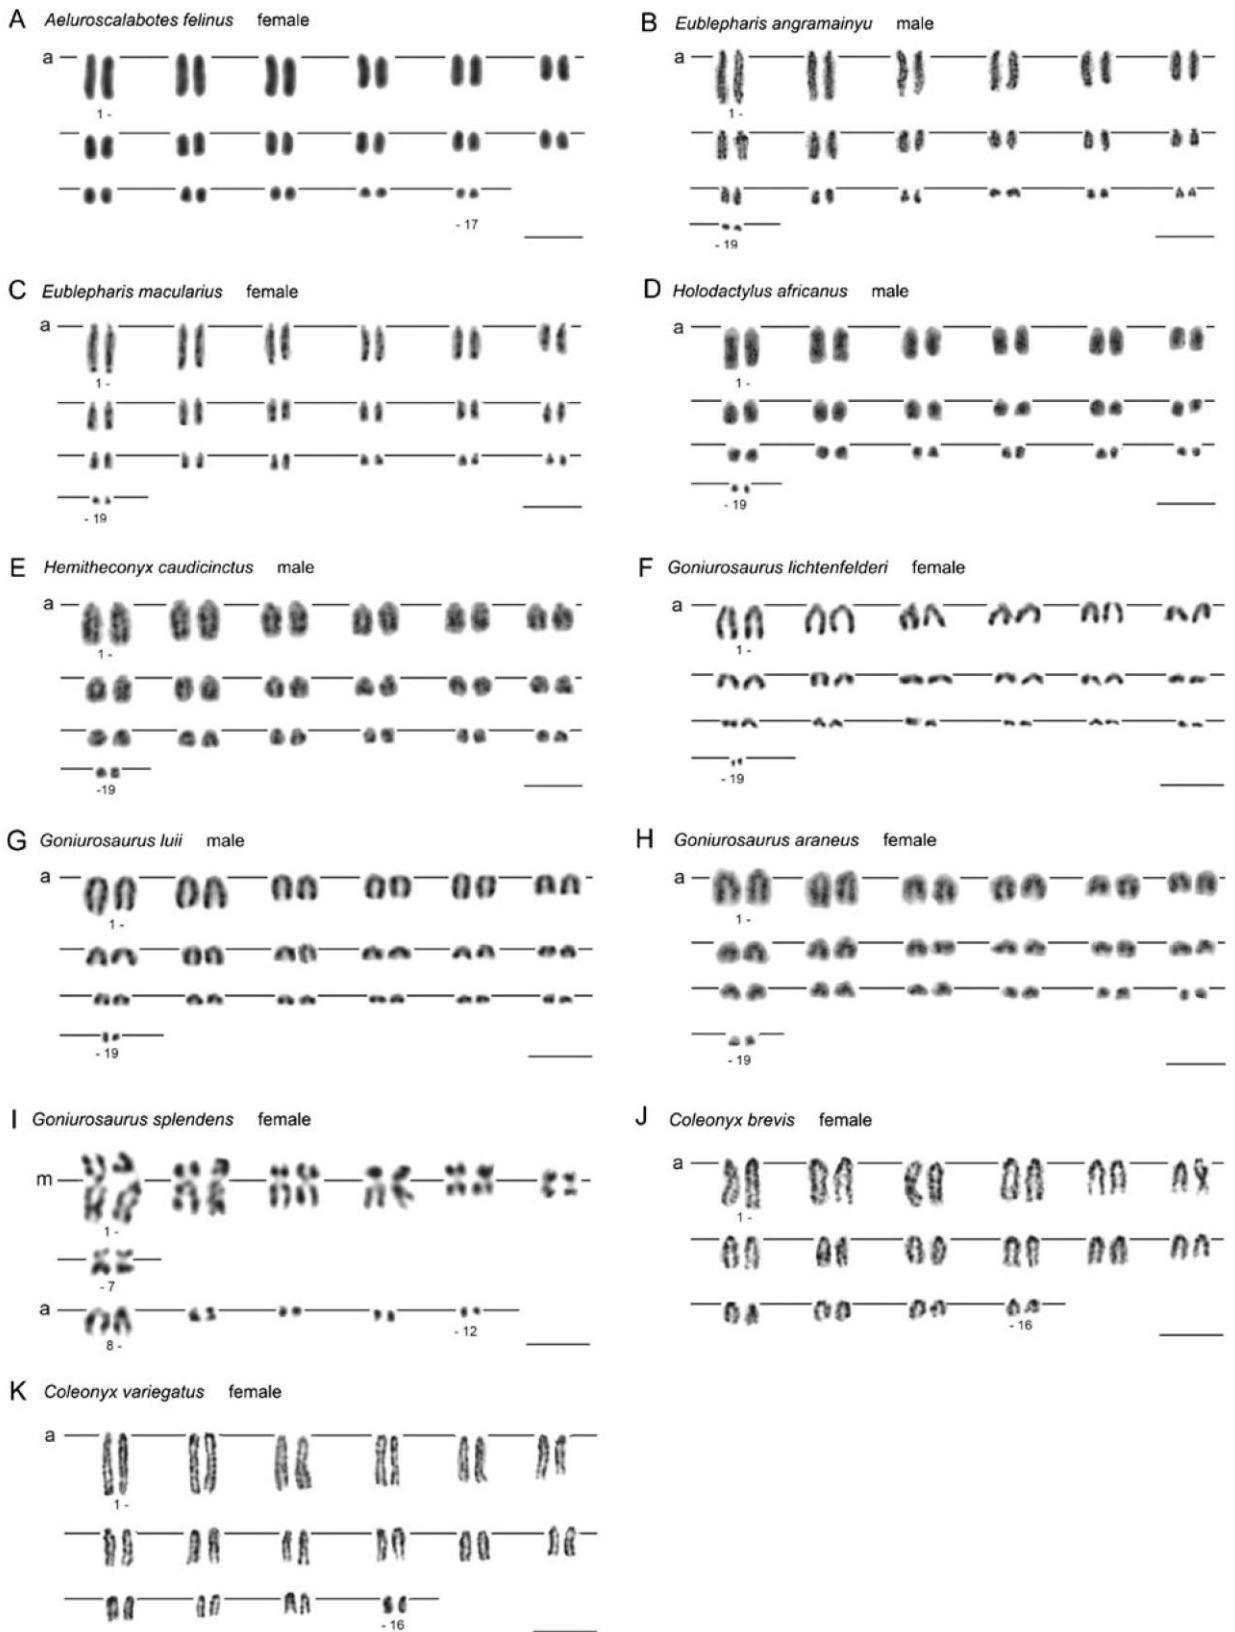 A Aeluroscalabotes felinus female
a
1 -
- 17
B Eublepharis angramainyu male
a
1 -
- 19
C Eublepharis macularius female
a
1 -
- 19
D Holodactylus africanus male
a
1 -
- 19
E Hemitheconyx caudicinctus male
a
1 -
-19
F Goniurosaurus lichtenfelderi female
a
1 -
- 19
G Goniurosaurus luii male
a
1 -
- 19
H Goniurosaurus araneus female
a
1 -
- 19
I Goniurosaurus splendens female
m
1 -
- 7
a
8 -
- 12
J Coleonyx brevis female
a
1 -
- 16
K Coleonyx variegatus female
a
1 -
- 16